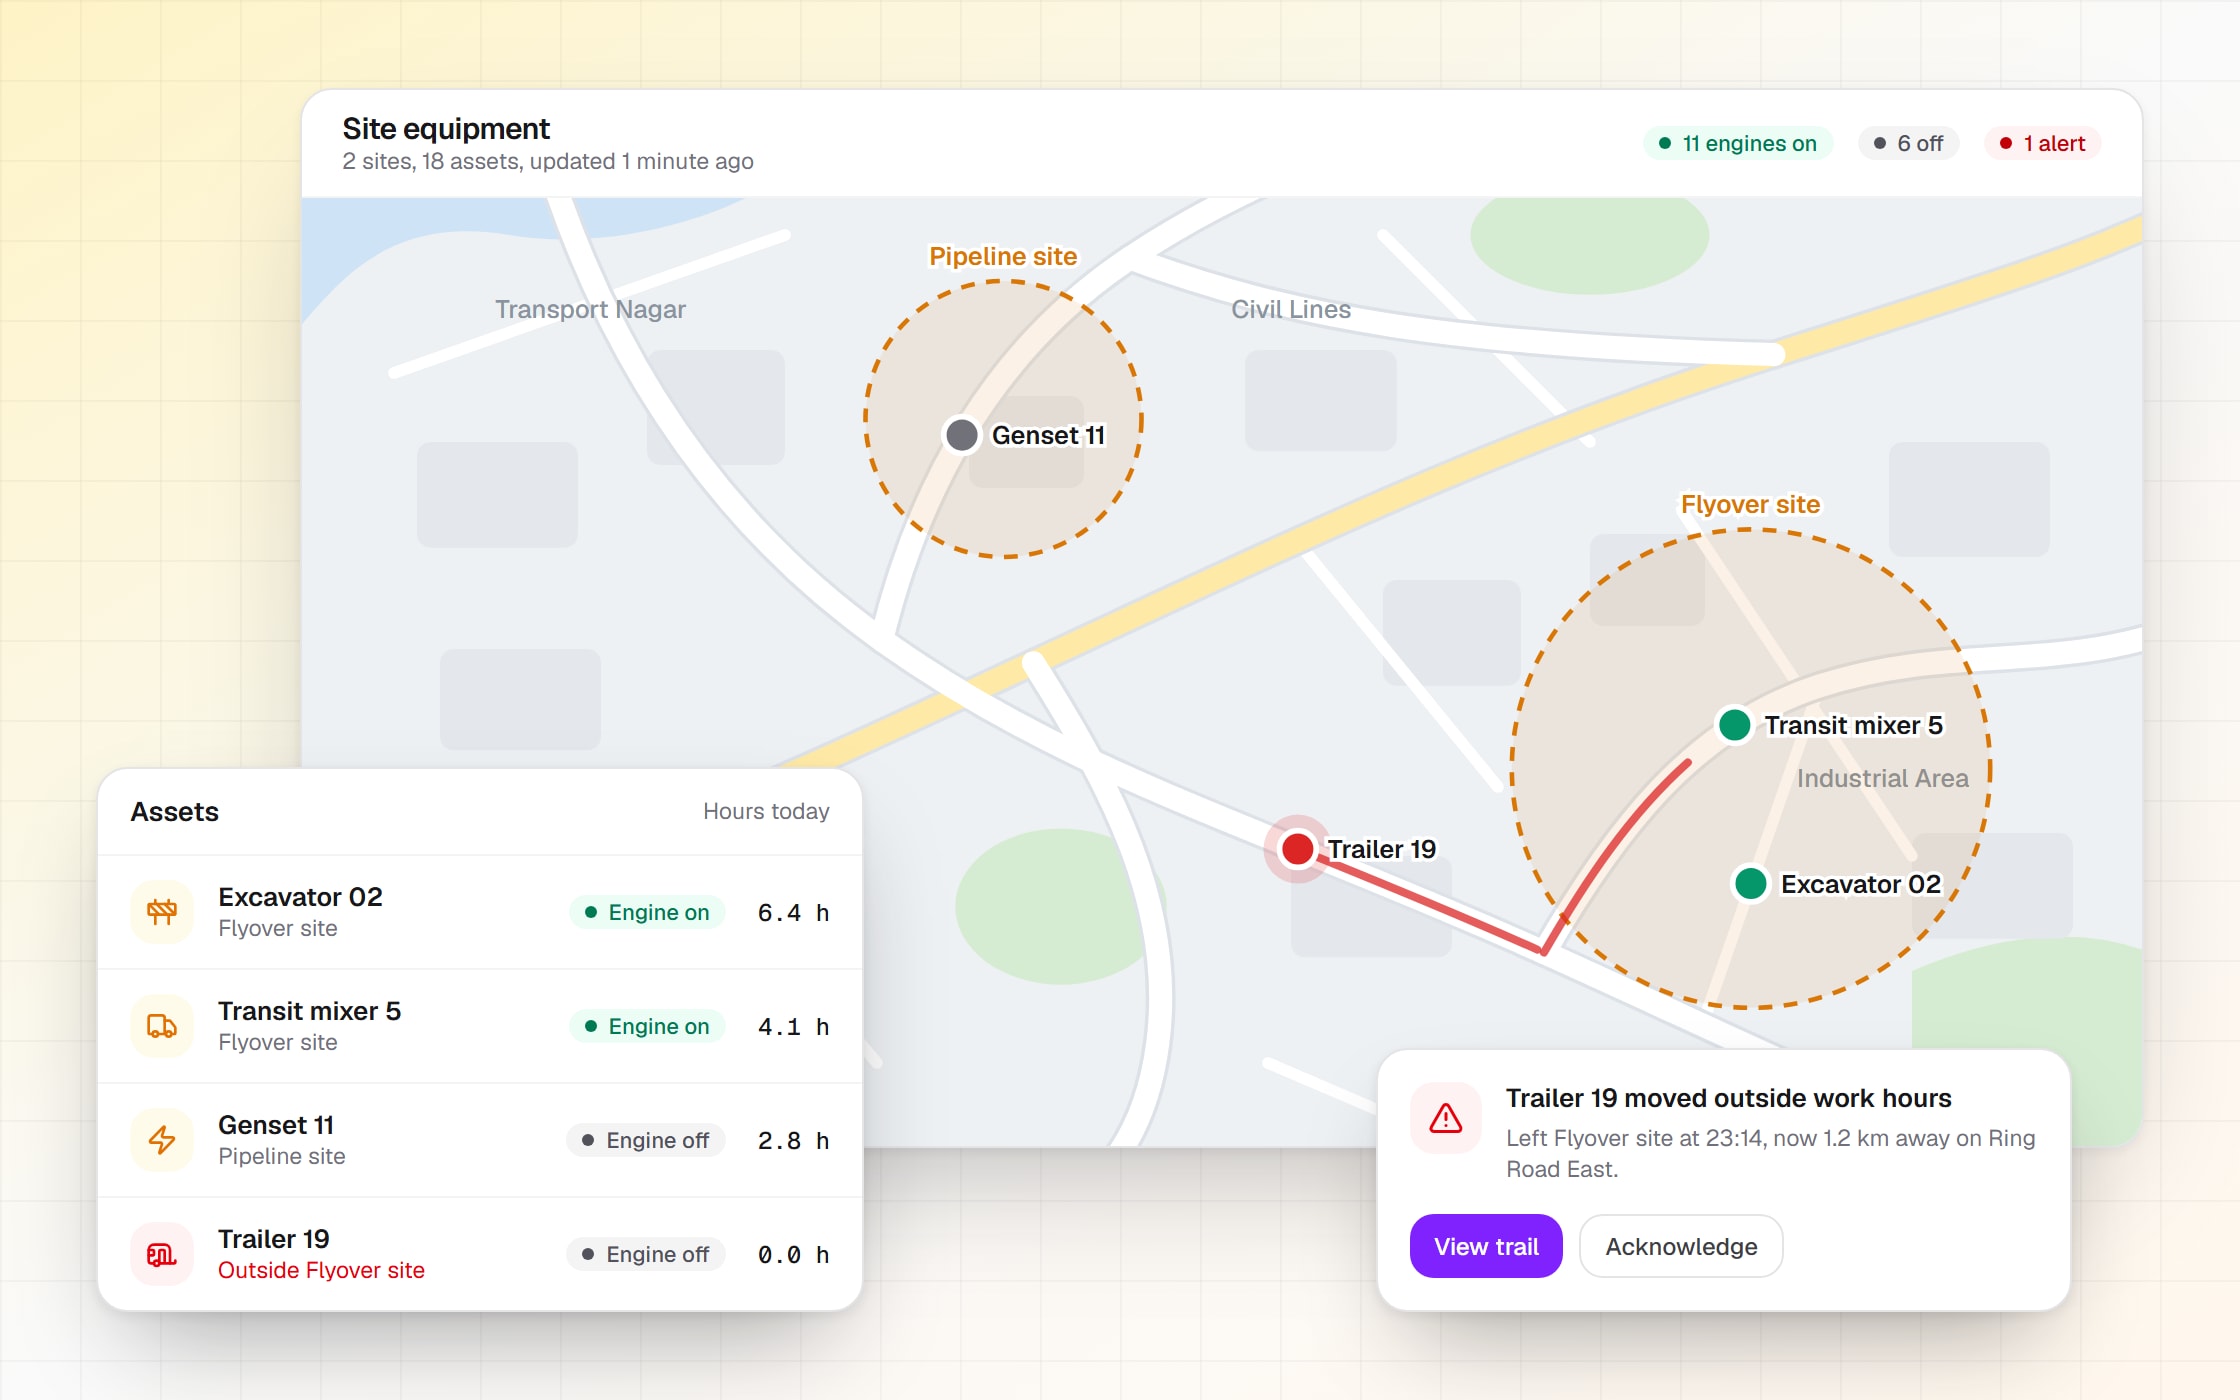 Site equipment
2 sites, 18 assets, updated 1 minute ago
11 engines on
6 off
1 alert
Pipeline site
Transport Nagar
Civil Lines
Genset 11
Flyover site
Transit mixer 5
Industrial Area
Trailer 19
Excavator 02
Assets
Hours today
Excavator 02
Flyover site
Engine on
6.4 h
Transit mixer 5
Flyover site
Engine on
4.1 h
Genset 11
Pipeline site
Engine off
2.8 h
Trailer 19
Outside Flyover site
Engine off
0.0 h
Trailer 19 moved outside work hours
Left Flyover site at 23:14, now 1.2 km away on Ring
Road East.
View trail
Acknowledge